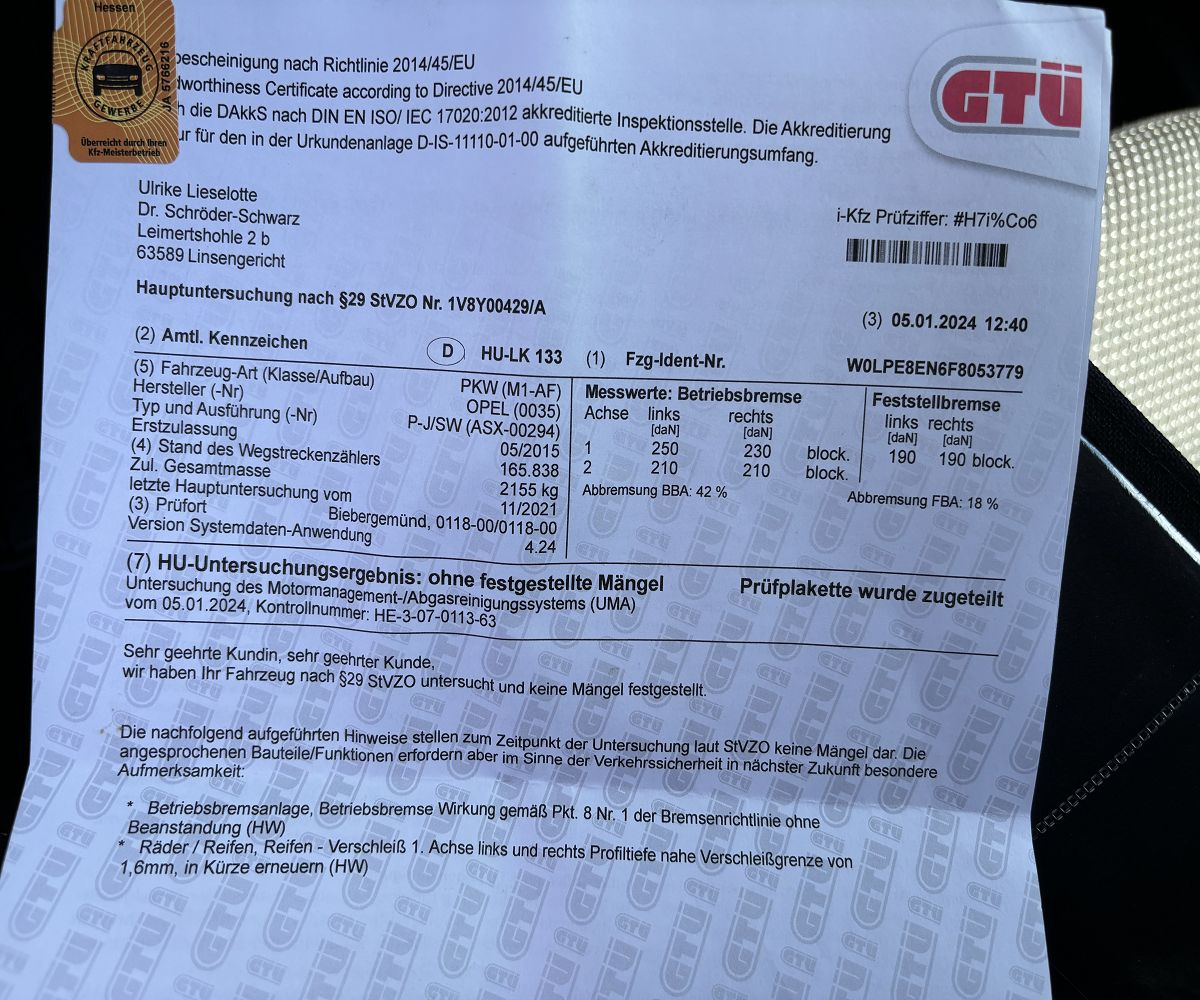 Hessen
KRAFTFAHRZEUG
GEWERBE
JA 5766216
Überreicht durch Ihren
Kfz-Meisterbetrieb
GTÜ
bescheinigung nach Richtlinie 2014/45/EU
dworthiness Certificate according to Directive 2014/45/EU
h die DAkkS nach DIN EN ISO/ IEC 17020:2012 akkreditierte Inspektionsstelle. Die Akkreditierung
ur für den in der Urkundenanlage D-IS-11110-01-00 aufgeführten Akkreditierungsumfang.
Ulrike Lieselotte
Dr. Schröder-Schwarz
Leimertshohle 2 b
63589 Linsengericht
i-Kfz Prüfziffer: #H7i%Co6
Hauptuntersuchung nach §29 StVZO Nr. 1V8Y00429/A
(3) 05.01.2024 12:40
(2) Amtl. Kennzeichen D HU-LK 133 (1) Fzg-Ident-Nr. W0LPE8EN6F8053779
(5) Fahrzeug-Art (Klasse/Aufbau) PKW (M1-AF)
Hersteller (-Nr) OPEL (0035)
Typ und Ausführung (-Nr) P-J/SW (ASX-00294)
Erstzulassung 05/2015
(4) Stand des Wegstreckenzählers 165.838
Zul. Gesamtmasse 2155 kg
letzte Hauptuntersuchung vom 11/2021
(3) Prüfort Biebergemünd, 0118-00/0118-00
Version Systemdaten-Anwendung 4.24
Messwerte: Betriebsbremse
Achse links rechts
[daN] [daN]
1 250 230 block.
2 210 210 block.
Abbremsung BBA: 42 %
Feststellbremse
links rechts
[daN] [daN]
190 190 block.
Abbremsung FBA: 18 %
(7) HU-Untersuchungsergebnis: ohne festgestellte Mängel Prüfplakette wurde zugeteilt
Untersuchung des Motormanagement-/Abgasreinigungssystems (UMA)
vom 05.01.2024, Kontrollnummer: HE-3-07-0113-63
Sehr geehrte Kundin, sehr geehrter Kunde,
wir haben Ihr Fahrzeug nach §29 StVZO untersucht und keine Mängel festgestellt.
Die nachfolgend aufgeführten Hinweise stellen zum Zeitpunkt der Untersuchung laut StVZO keine Mängel dar. Die
angesprochenen Bauteile/Funktionen erfordern aber im Sinne der Verkehrssicherheit in nächster Zukunft besondere
Aufmerksamkeit:
* Betriebsbremsanlage, Betriebsbremse Wirkung gemäß Pkt. 8 Nr. 1 der Bremsenrichtlinie ohne
Beanstandung (HW)
* Räder / Reifen, Reifen - Verschleiß 1. Achse links und rechts Profiltiefe nahe Verschleißgrenze von
1,6mm, in Kürze erneuern (HW)